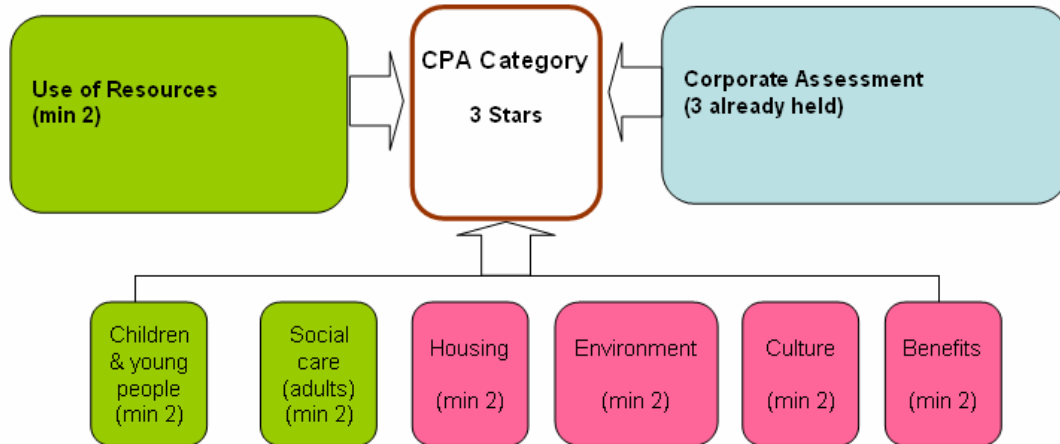 Use of Resources
(min 2)
CPA Category
3 Stars
Corporate Assessment
(3 already held)
Children
& young
people
(min 2)
Social
care
(adults)
(min 2)
Housing
(min 2)
Environment
(min 2)
Culture
(min 2)
Benefits
(min 2)